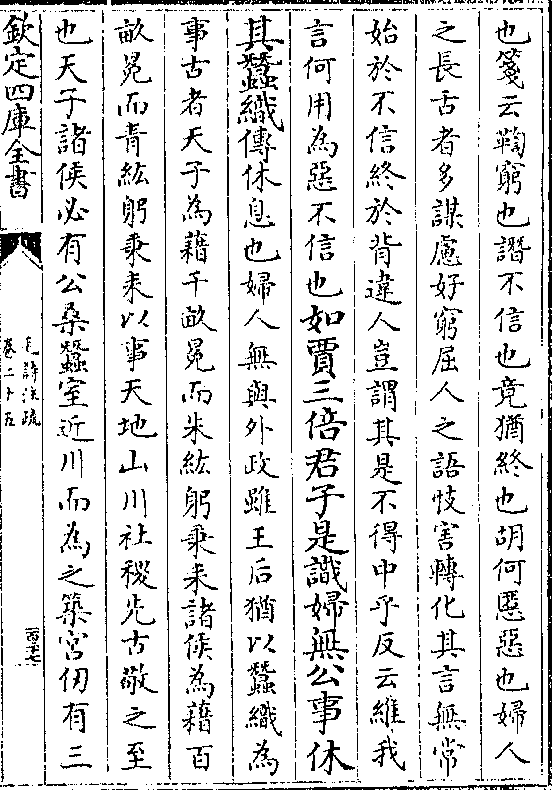 也箋云鞫窮也譖不信也竟猶終也胡何慝惡也婦人
之長舌者多謀慮好窮屈人之語忮害轉化其言無常
始於不信終於背違人豈謂其是不得中乎反云維我
言何用為惡不信也如賈三倍君子是識婦無公事休
其蠶織傳休息也婦人無與外政雖王后猶以蠶織為
事古者天子為藉千畝冕而朱紘躬秉耒諸侯為藉百
畝冕而青紘躬秉耒以事天地山川社稷先古敬之至
也天子諸侯必有公桑蠶室近川而為之築宮仞有三
欽定四庫全書
毛詩注疏
卷二十五